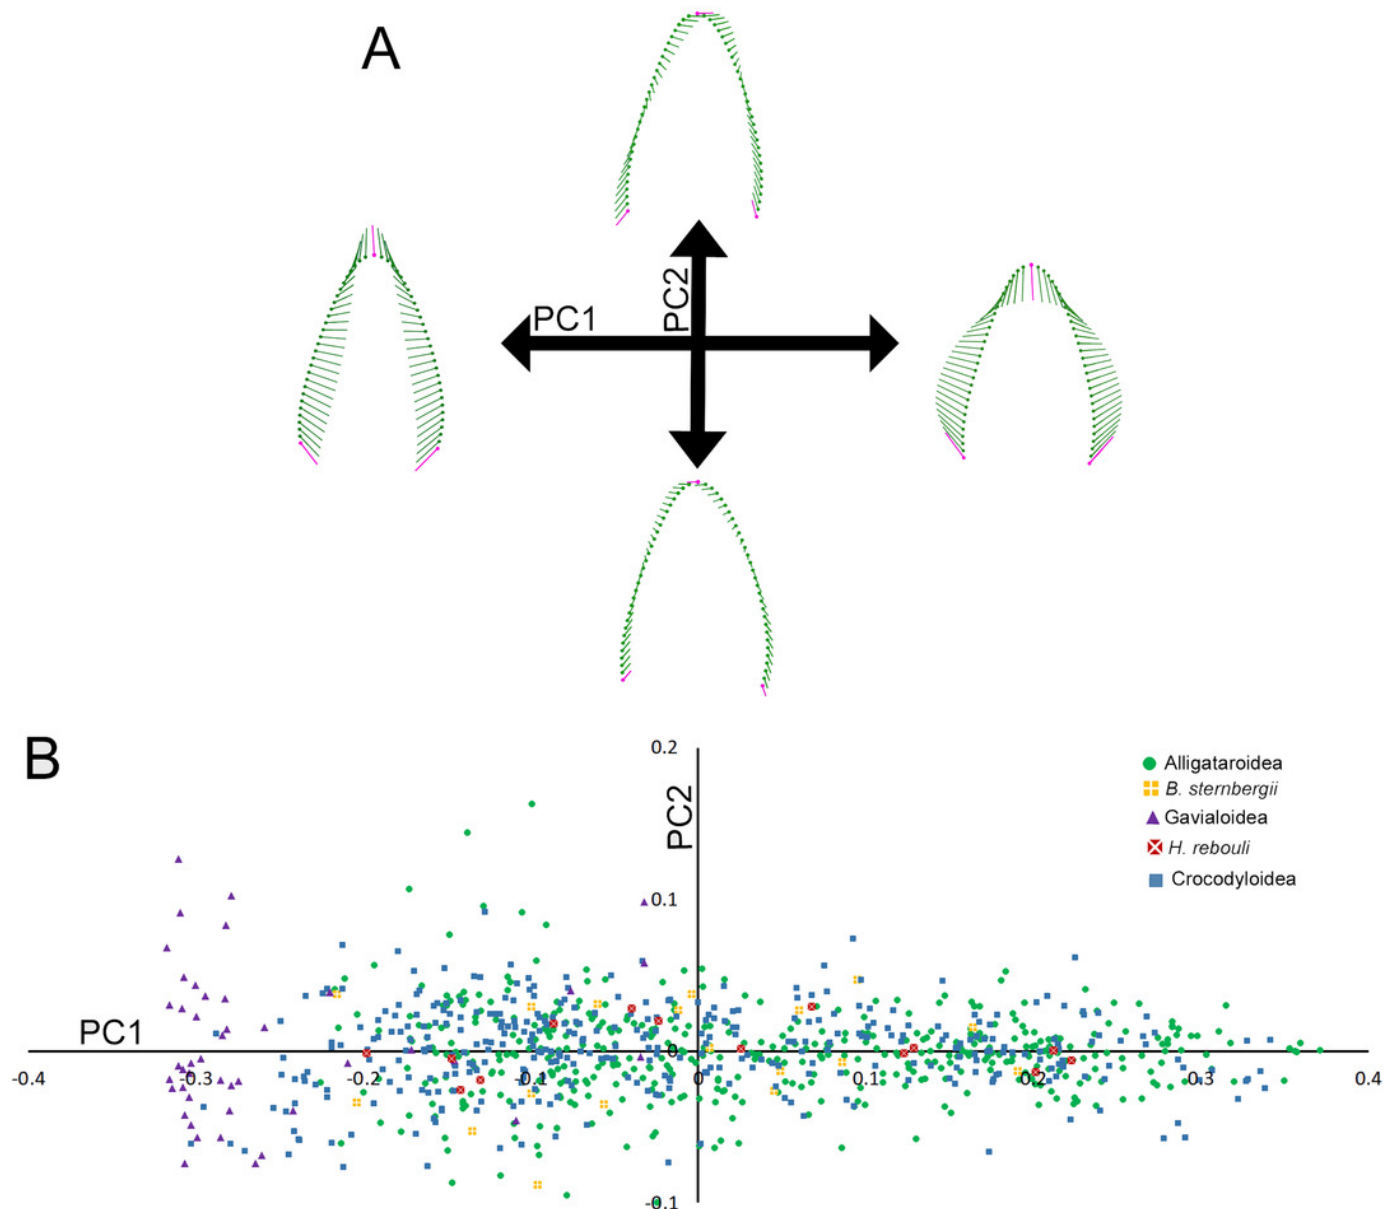 A
PC2
PC1
B
0.2
Alligataroidea
B. sternbergii
PC2
Gavialoidea
H. rebouli
Crocodyloidea
0.1
PC1
0
-0.4
-0.3
-0.2
-0.1
0
0.1
0.2
0.3
0.4
-0.1